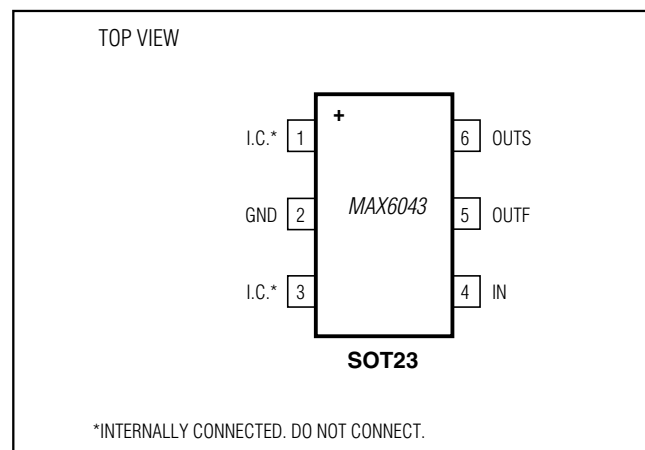 TOP VIEW
+
I.C.* 1 6 OUTS
GND 2 MAX6043 5 OUTF
I.C.* 3 4 IN
SOT23
*INTERNALLY CONNECTED. DO NOT CONNECT.